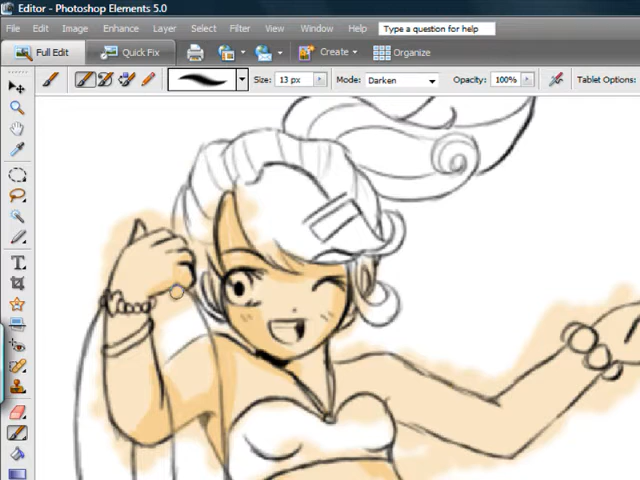 Editor - Photoshop Elements 5.0
File Edit Image Enhance Layer Select Filter View Window Help Type a question for help
Full Edit Quick Fix Create Organize
Size: 13 px Mode: Darken Opacity: 100% Tablet Options:
T